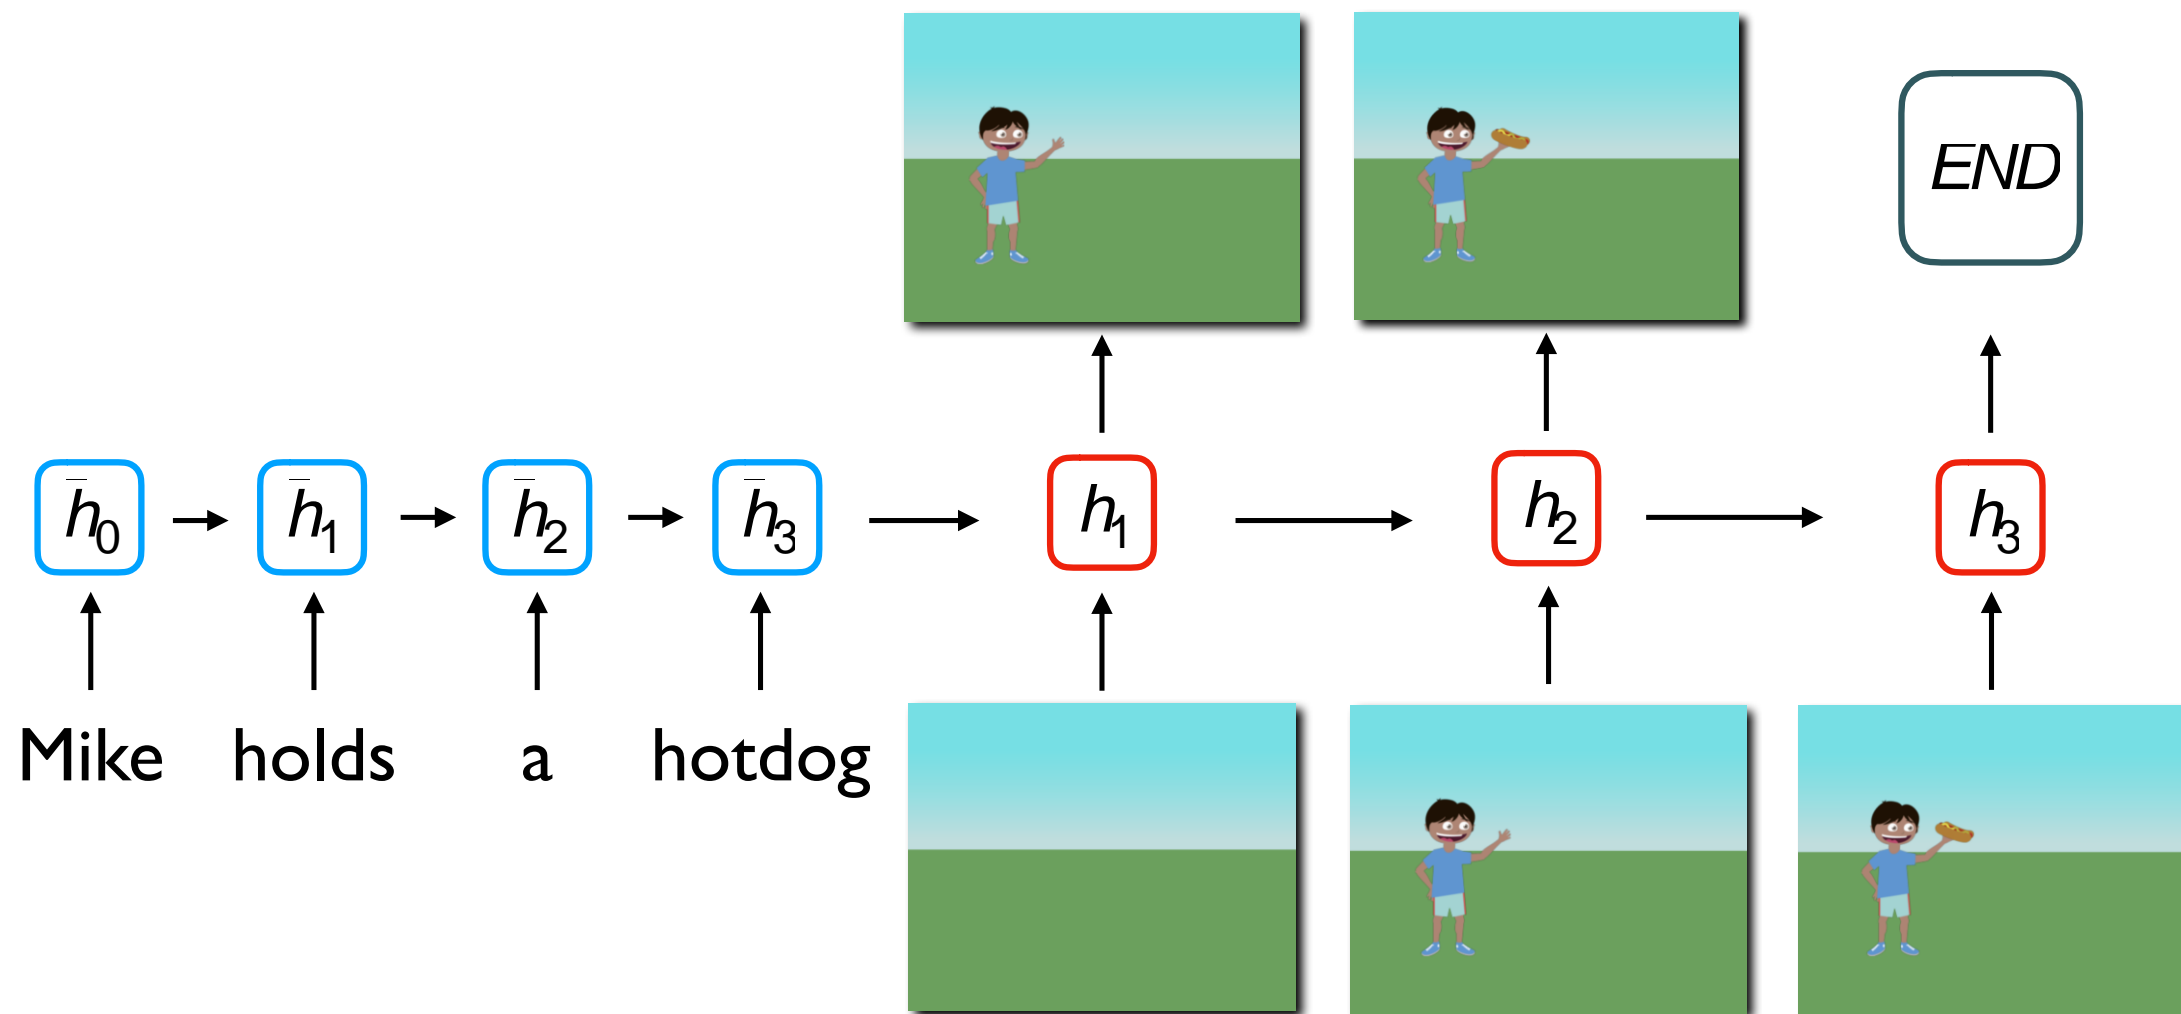 END
h̄0 h̄1 h̄2 h̄3 h1 h2 h3
Mike holds a hotdog